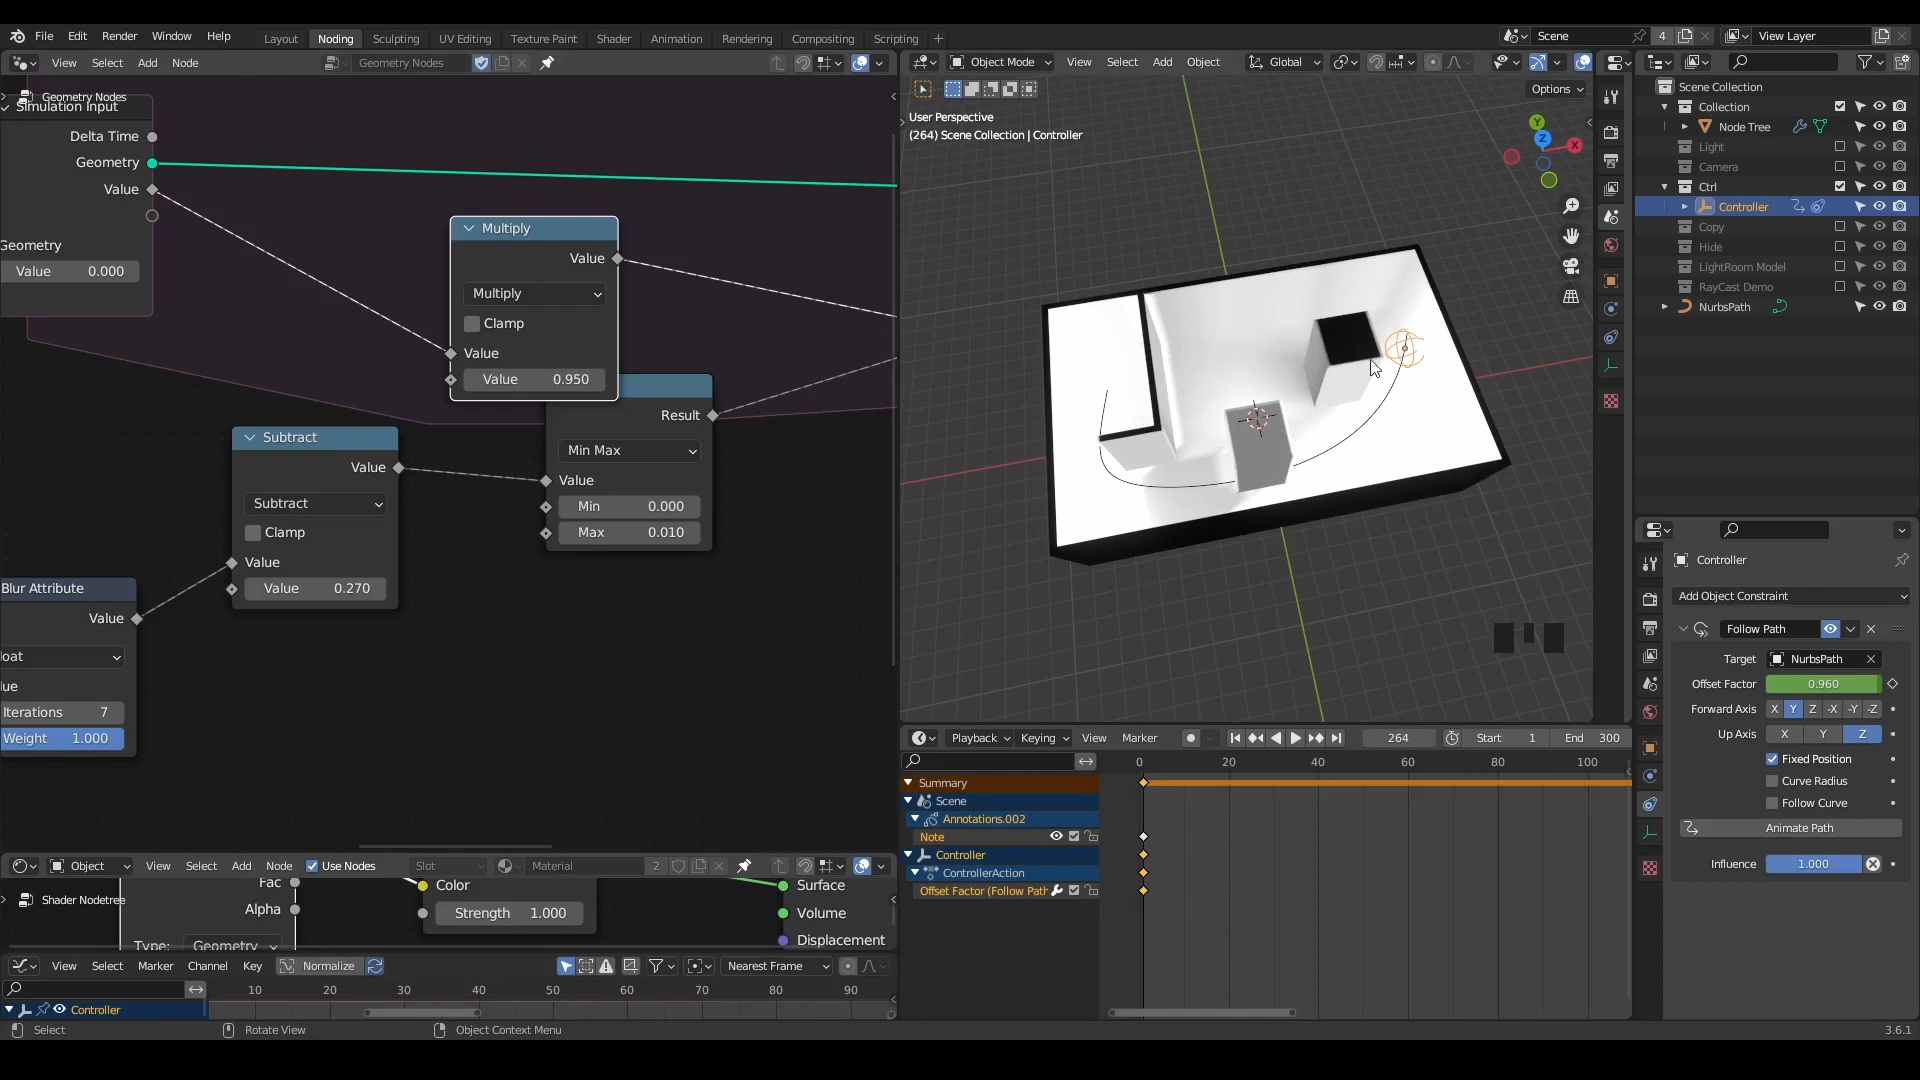 File Edit Render Window Help Layout Noding Sculpting UV Editing Texture Paint Shader Animation Rendering Compositing Scripting + Scene 4 View Layer
View Select Add Node Geometry Nodes
Object Mode View Select Add Object Global
Options
Geometry Nodes
Simulation Input
Delta Time
Geometry
Value
Geometry
Value 0.000
Multiply
Value
Multiply
Clamp
Value
Value 0.950
Result
Min Max
Value
Min 0.000
Max 0.010
Subtract
Value
Subtract
Clamp
Value
Value 0.270
Blur Attribute
Value
loat
lue
Iterations 7
Weight 1.000
User Perspective
(264) Scene Collection | Controller
Y
Z
X
Scene Collection
Collection
Node Tree
Light
Camera
Ctrl
Controller
Copy
Hide
LightRoom Model
RayCast Demo
NurbsPath
Controller
Add Object Constraint
Follow Path
Target NurbsPath
Offset Factor 0.960
Forward Axis X Y Z -X -Y -Z
Up Axis X Y Z
Fixed Position
Curve Radius
Follow Curve
Animate Path
Influence 1.000
Playback Keying View Marker 264 Start 1 End 300
0 20 40 60 80 100
Summary
Scene
Annotations.002
Note
Controller
ControllerAction
Offset Factor (Follow Path
Object View Select Add Node Use Nodes Slot Material 2
Shader Nodetree
Fac
Alpha
Type: Geometry
Color
Strength 1.000
Surface
Volume
Displacement
View Select Marker Channel Key Normalize Nearest Frame
10 20 30 40 50 60 70 80 90
Controller
Select Rotate View Object Context Menu 3.6.1